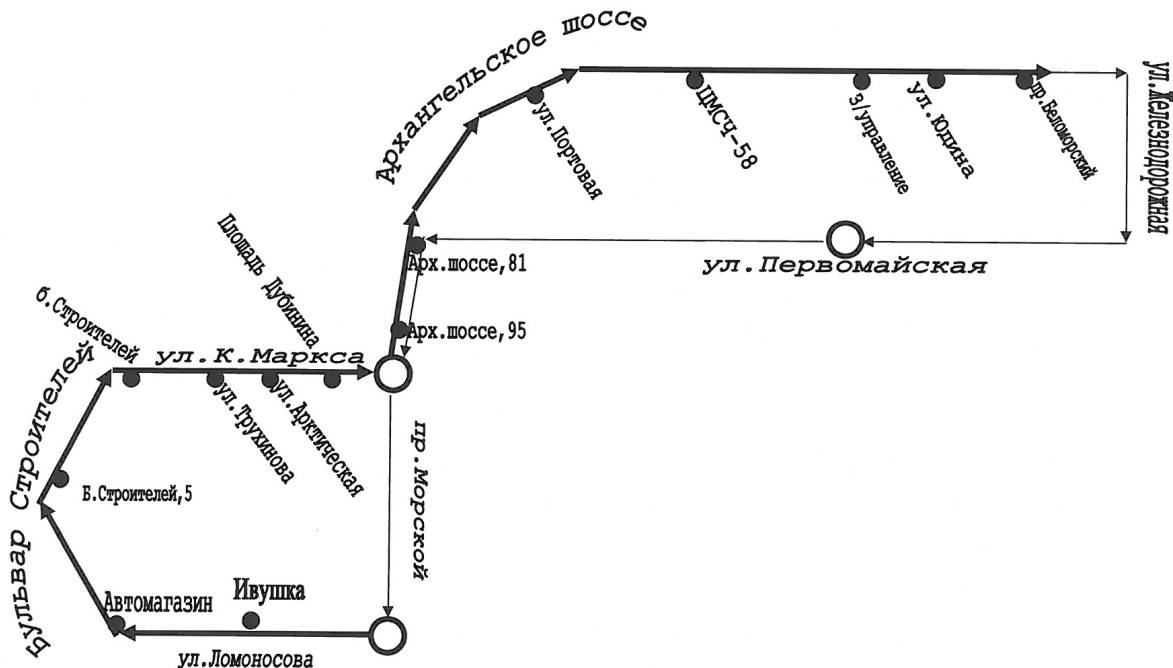 Архангельское шоссе
ул.Железнодорожная
ул.Портовая
ЦМСЧ-58
З/управление
ул.Юдина
пр.Беломорский
Арх.шоссе,81
ул.Первомайская
Площадь Дубинина
Арх.шоссе,95
б.Строителей
ул.К.Маркса
ул.Трухинова
ул.Арктическая
пр.Морской
Бульвар Строителей
Б.Строителей,5
Автомагазин
Ивушка
ул.Ломоносова